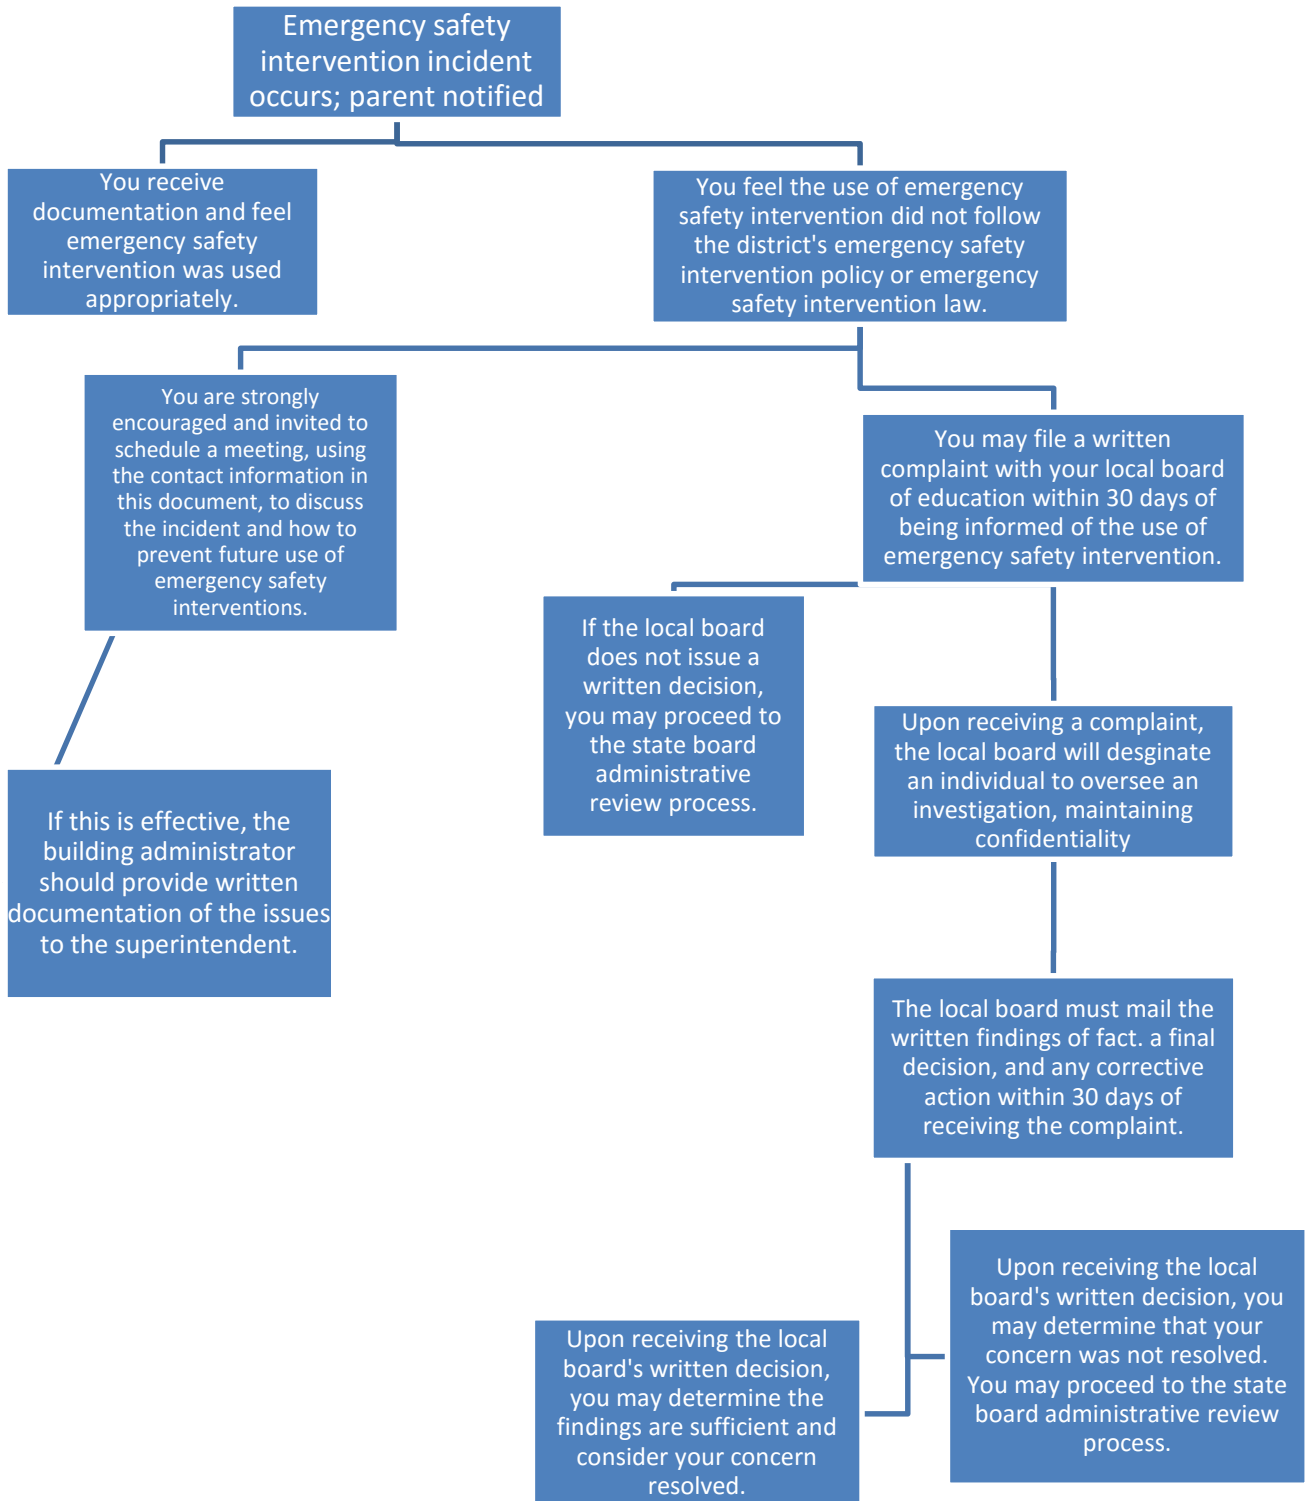 Emergency safety
intervention incident
occurs; parent notified
You receive
documentation and feel
emergency safety
intervention was used
appropriately.
You feel the use of emergency
safety intervention did not follow
the district's emergency safety
intervention policy or emergency
safety intervention law.
You are strongly
encouraged and invited to
schedule a meeting, using
the contact information in
this document, to discuss
the incident and how to
prevent future use of
emergency safety
interventions.
You may file a written
complaint with your local board
of education within 30 days of
being informed of the use of
emergency safety intervention.
If the local board
does not issue a
written decision,
you may proceed to
the state board
administrative
review process.
Upon receiving a complaint,
the local board will desginate
an individual to oversee an
investigation, maintaining
confidentiality
If this is effective, the
building administrator
should provide written
documentation of the issues
to the superintendent.
The local board must mail the
written findings of fact. a final
decision, and any corrective
action within 30 days of
receiving the complaint.
Upon receiving the local
board's written decision, you
may determine that your
concern was not resolved.
You may proceed to the state
board administrative review
process.
Upon receiving the local
board's written decision,
you may determine the
findings are sufficient and
consider your concern
resolved.